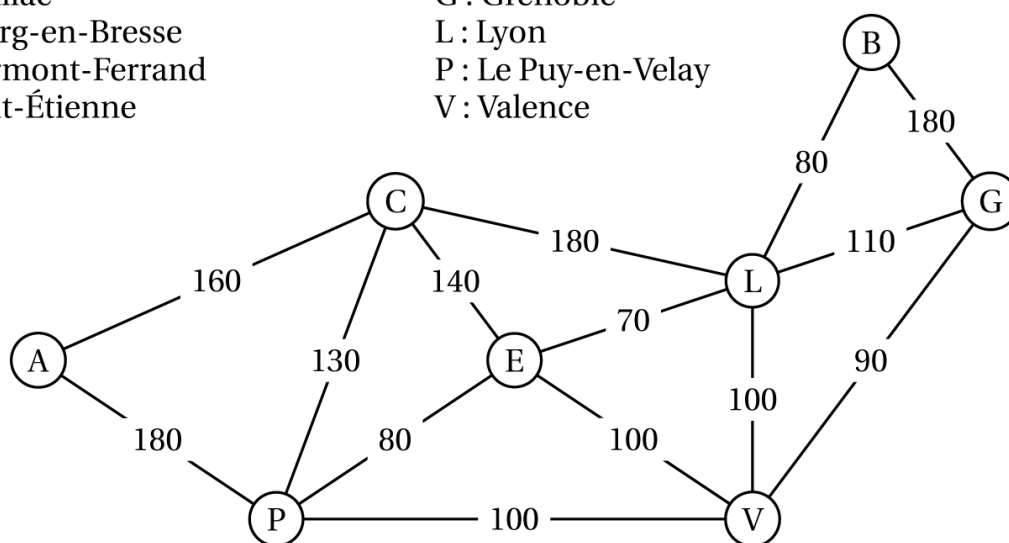 rg-en-Bresse
rmont-Ferrand
t-Étienne
G : Grenoble
L : Lyon
P : Le Puy-en-Velay
V : Valence
B
180
80
C
G
180
110
160
140
L
70
A
130
E
90
100
180
80
100
P
100
V